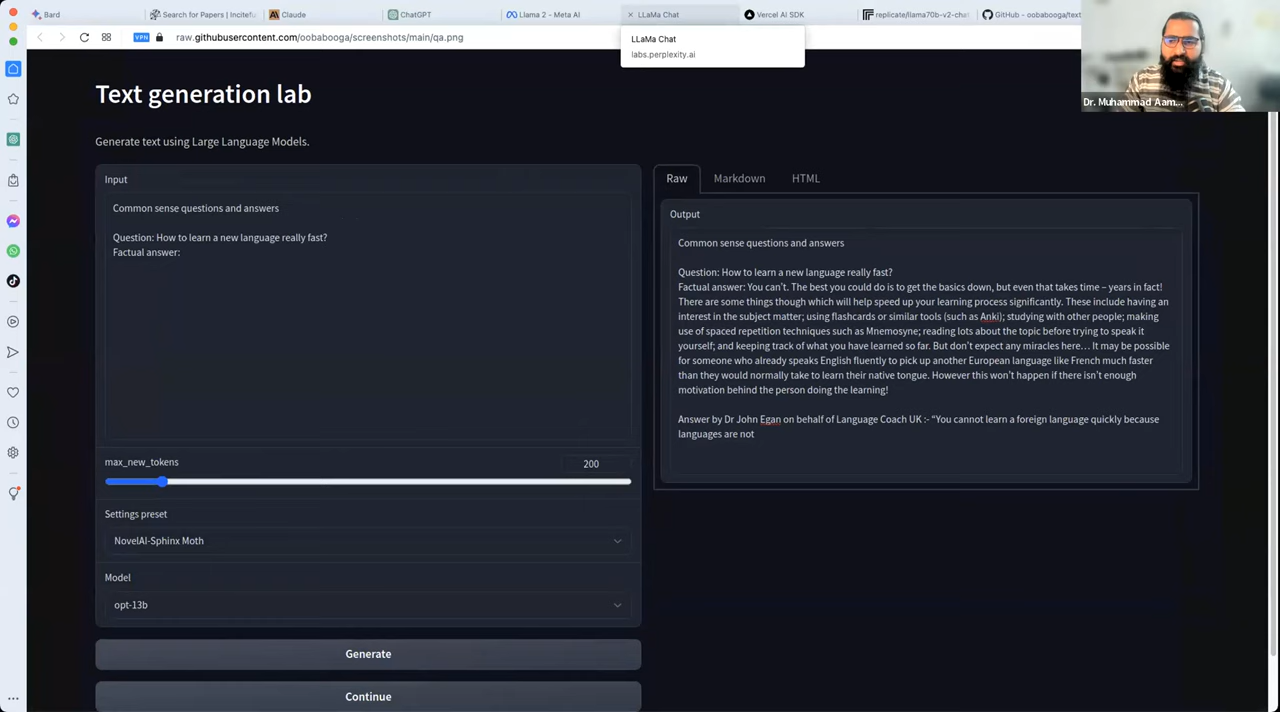 Bard
Search for Papers | Incitef
Claude
ChatGPT
Llama 2 - Meta AI
LLaMa Chat
Vercel AI SDK
replicate/llama70b-v2-cha
GitHub - oobabooga/text
VPN
raw.githubusercontent.com/oobabooga/screenshots/main/qa.png
LLaMa Chat
labs.perplexity.ai
Dr. Muhammad Aam...
Text generation lab
Generate text using Large Language Models.
Input
Common sense questions and answers
Question: How to learn a new language really fast?
Factual answer:
max_new_tokens
200
Settings preset
NovelAI-Sphinx Moth
Model
opt-13b
Generate
Continue
Raw
Markdown
HTML
Output
Common sense questions and answers
Question: How to learn a new language really fast?
Factual answer: You can't. The best you could do is to get the basics down, but even that takes time – years in fact!
There are some things though which will help speed up your learning process significantly. These include having an
interest in the subject matter; using flashcards or similar tools (such as Anki); studying with other people; making
use of spaced repetition techniques such as Mnemosyne; reading lots about the topic before trying to speak it
yourself; and keeping track of what you have learned so far. But don't expect any miracles here... It may be possible
for someone who already speaks English fluently to pick up another European language like French much faster
than they would normally take to learn their native tongue. However this won't happen if there isn't enough
motivation behind the person doing the learning!
Answer by Dr John Egan on behalf of Language Coach UK :- “You cannot learn a foreign language quickly because
languages are not